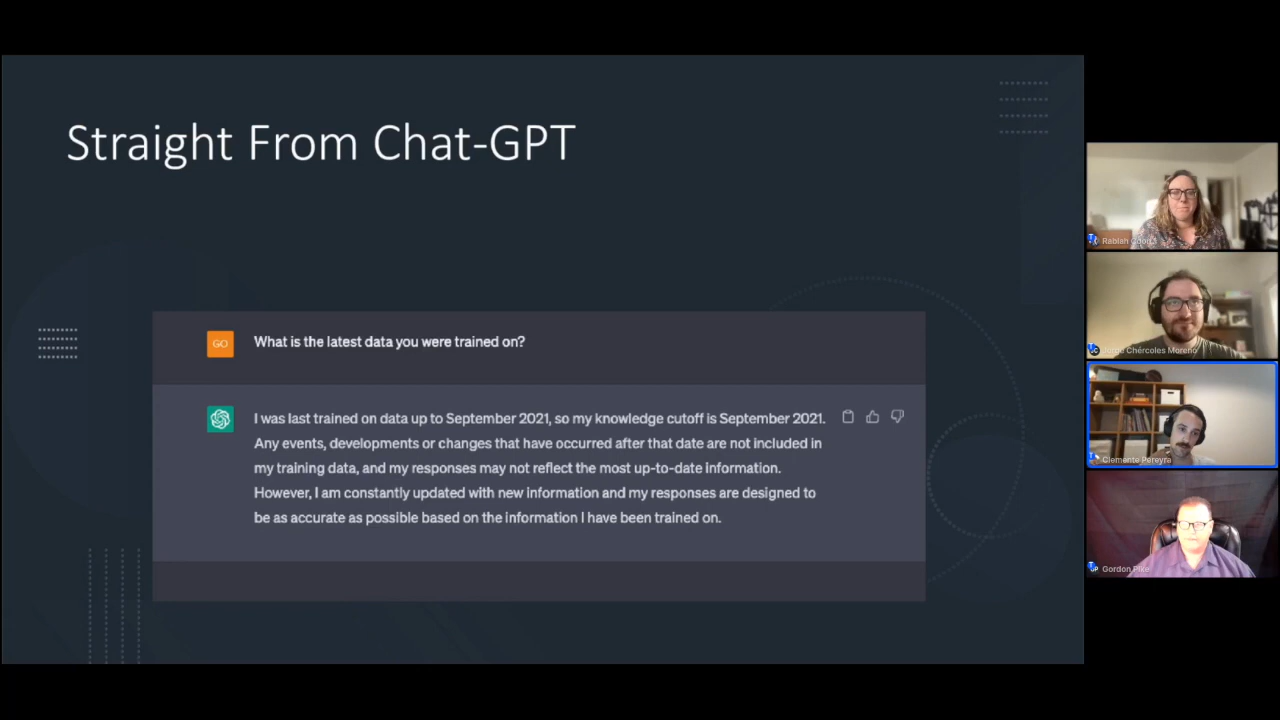 Straight From Chat-GPT
GO
What is the latest data you were trained on?
I was last trained on data up to September 2021, so my knowledge cutoff is September 2021.
Any events, developments or changes that have occurred after that date are not included in
my training data, and my responses may not reflect the most up-to-date information.
However, I am constantly updated with new information and my responses are designed to
be as accurate as possible based on the information I have been trained on.
Rabiah
Jorge Chércoles Moreno
Clemente Pereyra
Gordon Pike